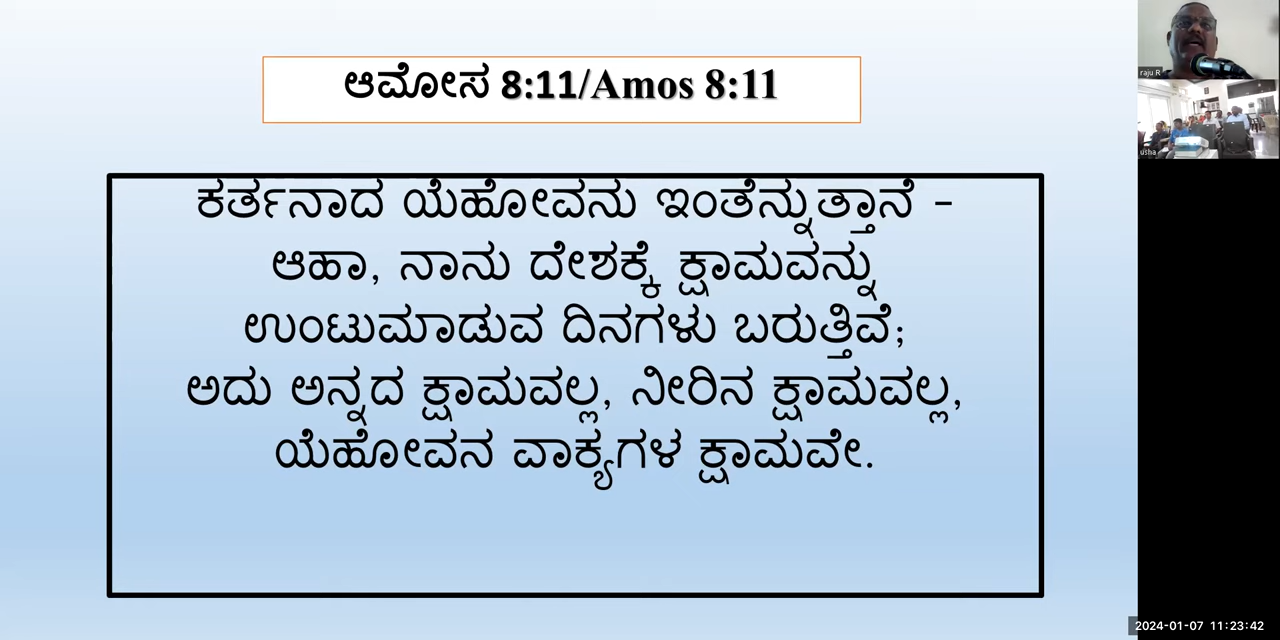 ಆಮೋಸ 8:11/Amos 8:11
ಕರ್ತನಾದ ಯೆಹೋವನು ಇಂತೆನ್ನುತ್ತಾನೆ -
ಆಹಾ, ನಾನು ದೇಶಕ್ಕೆ ಕ್ಷಾಮವನ್ನು
ಉಂಟುಮಾಡುವ ದಿನಗಳು ಬರುತ್ತಿವೆ;
ಅದು ಅನ್ನದ ಕ್ಷಾಮವಲ್ಲ, ನೀರಿನ ಕ್ಷಾಮವಲ್ಲ,
ಯೆಹೋವನ ವಾಕ್ಯಗಳ ಕ್ಷಾಮವೇ.
raju R
usha
2024-01-07 11:23:42